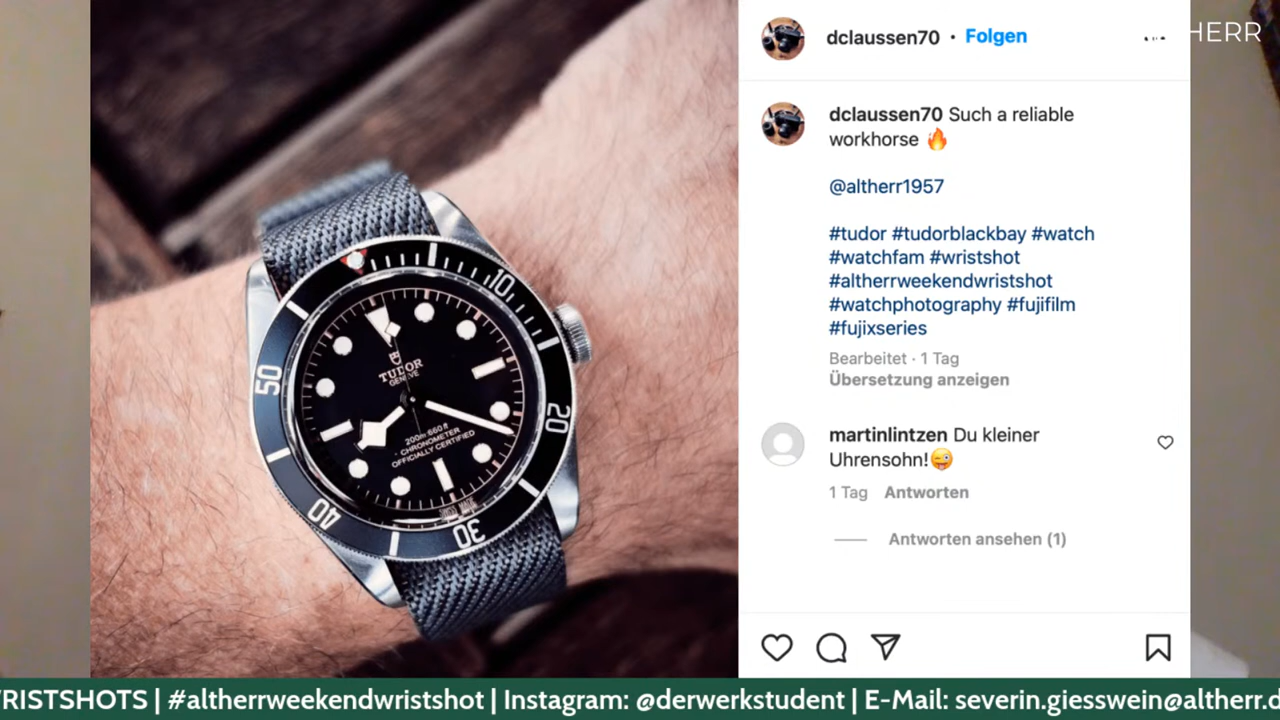 HERR
dclaussen70 • Folgen
dclaussen70 Such a reliable
workhorse 🔥
@altherr1957
#tudor #tudorblackbay #watch
#watchfam #wristshot
#altherrweekendwristshot
#watchphotography #fujifilm
#fujixseries
Bearbeitet · 1 Tag
Übersetzung anzeigen
martinlintzen Du kleiner
Uhrensohn!😜
1 Tag Antworten
Antworten ansehen (1)
10
20
30
40
50
TUDOR
GENEVE
200m 660ft
CHRONOMETER
OFFICIALLY CERTIFIED
RISTSHOTS | #altherrweekendwristshot | Instagram: @derwerkstudent | E-Mail: severin.giesswein@altherr.d